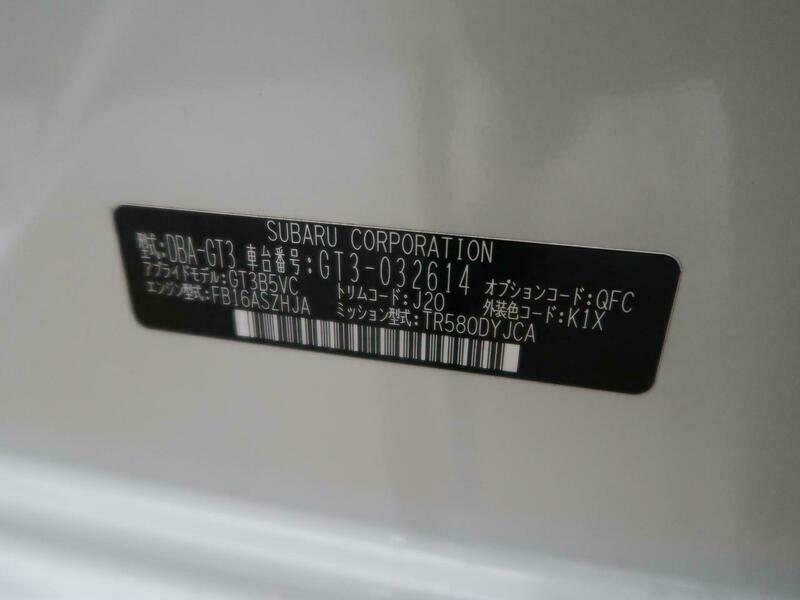 SUBARU CORPORATION
型式:DBA-GT3 車台番号:GT3-032614
アプライドモデル:GT3B5VC トリムコード:J20 オプションコード:QFC
エンジン型式:FB16ASZHJA ミッション型式:TR580DYJCA 外装色コード:K1X